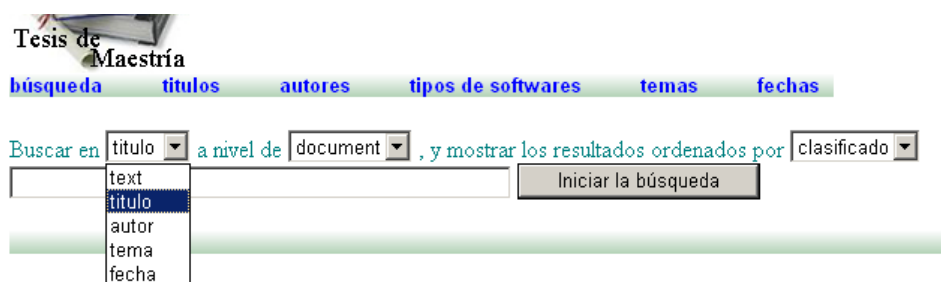 Tesis de
Maestría
búsqueda titulos autores tipos de softwares temas fechas
Buscar en titulo a nivel de document , y mostrar los resultados ordenados por clasificado
Iniciar la búsqueda
text
titulo
autor
tema
fecha